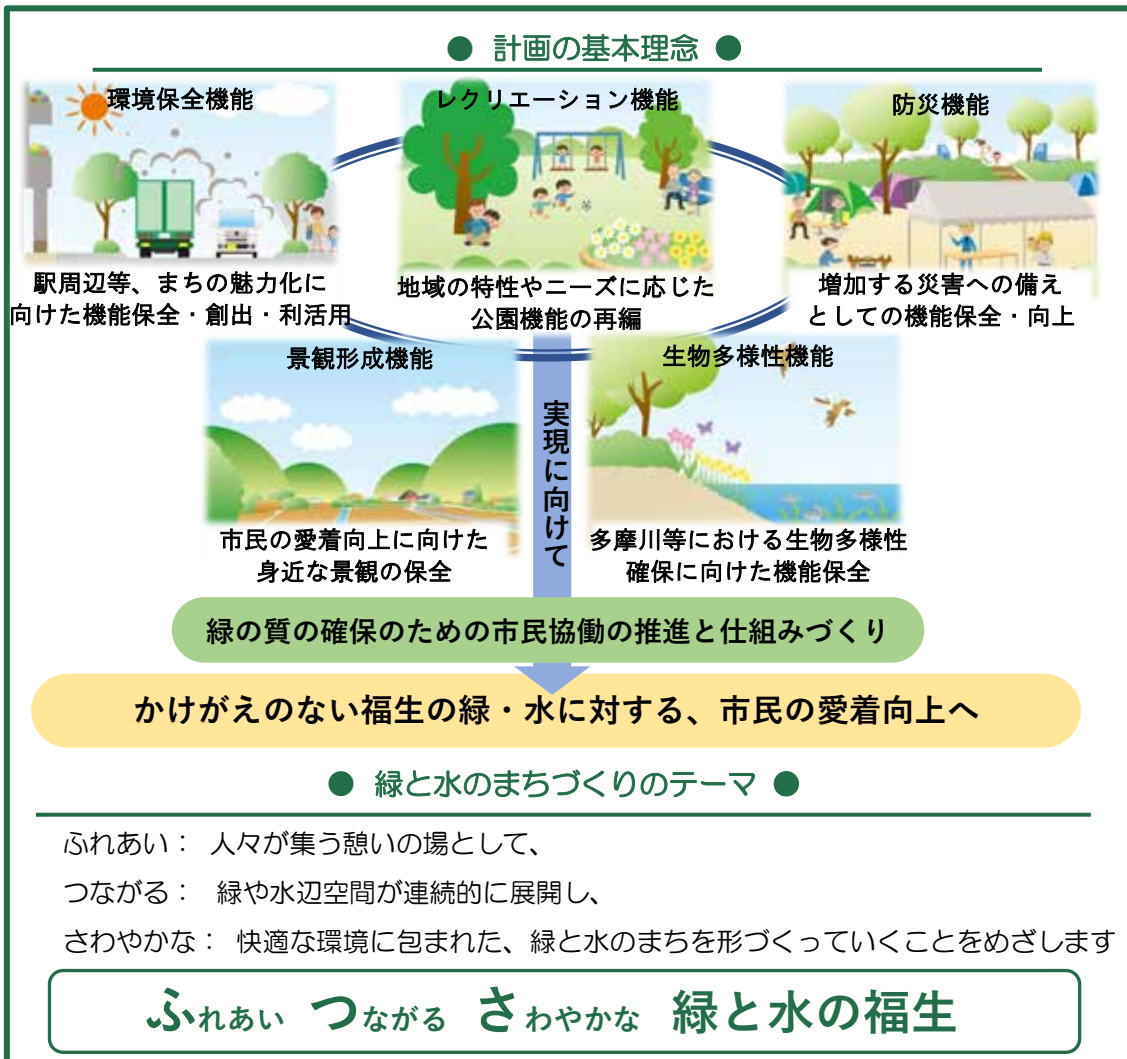 ● 計画の基本理念 ●
環境保全機能
駅周辺等、まちの魅力化に
向けた機能保全・創出・利活用
レクリエーション機能
地域の特性やニーズに応じた
公園機能の再編
防災機能
増加する災害への備え
としての機能保全・向上
景観形成機能
市民の愛着向上に向けた
身近な景観の保全
生物多様性機能
多摩川等における生物多様性
確保に向けた機能保全
実現に向けて
緑の質の確保のための市民協働の推進と仕組みづくり
かけがえのない福生の緑・水に対する、市民の愛着向上へ
● 緑と水のまちづくりのテーマ ●
ふれあい： 人々が集う憩いの場として、
つながる： 緑や水辺空間が連続的に展開し、
さわやかな： 快適な環境に包まれた、緑と水のまちを形づくっていくことをめざします
ふれあい つながる さわやかな 緑と水の福生